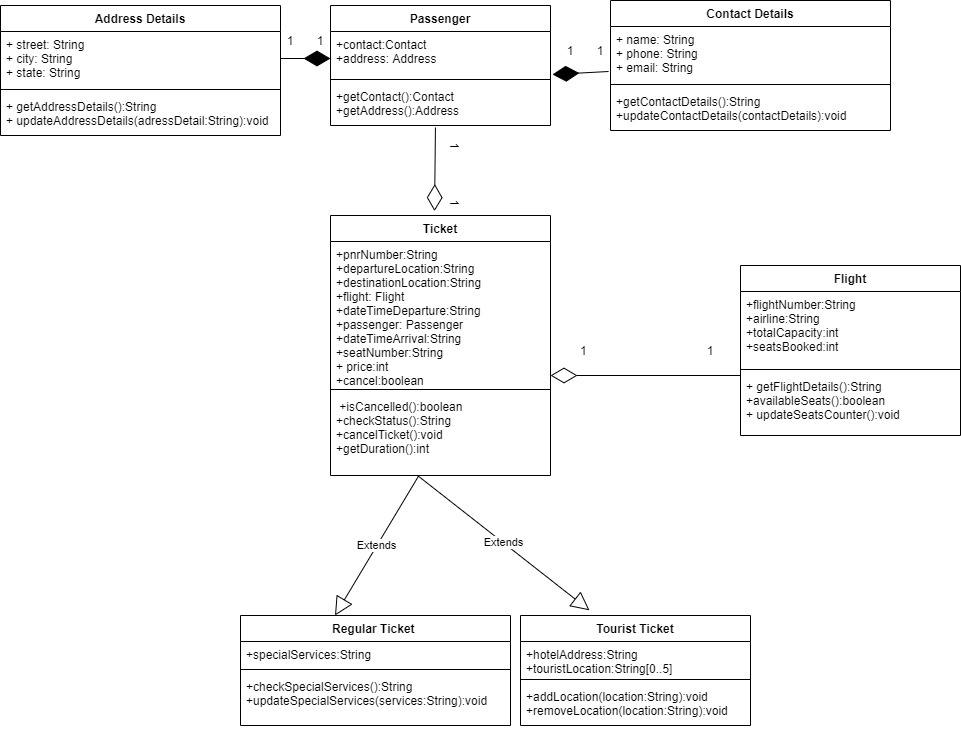 Address Details
+ street: String
+ city: String
+ state: String
+ getAddressDetails():String
+ updateAddressDetails(adressDetail:String):void
1
1
Passenger
+contact:Contact
+address: Address
+getContact():Contact
+getAddress():Address
1
1
Contact Details
+ name: String
+ phone: String
+ email: String
+getContactDetails():String
+updateContactDetails(contactDetails):void
1
1
Ticket
+pnrNumber:String
+departureLocation:String
+destinationLocation:String
+flight: Flight
+dateTimeDeparture:String
+passenger: Passenger
+dateTimeArrival:String
+seatNumber:String
+ price:int
+cancel:boolean
+isCancelled():boolean
+checkStatus():String
+cancelTicket():void
+getDuration():int
1
1
Flight
+flightNumber:String
+airline:String
+totalCapacity:int
+seatsBooked:int
+ getFlightDetails():String
+availableSeats():boolean
+ updateSeatsCounter():void
Extends
Extends
Regular Ticket
+specialServices:String
+checkSpecialServices():String
+updateSpecialServices(services:String):void
Tourist Ticket
+hotelAddress:String
+touristLocation:String[0..5]
+addLocation(location:String):void
+removeLocation(location:String):void